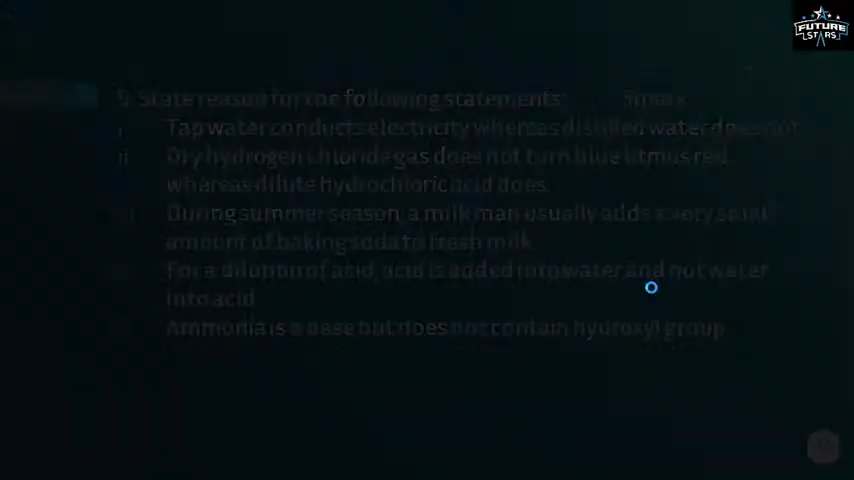 FUTURE
STARS
5. State reason for the following statements: 5mark
i. Tap water conducts electricity whereas distilled water does not
ii. Dry hydrogen chloride gas does not turn blue litmus red
whereas dilute hydrochloric acid does.
During summer season, a milk man usually adds a very small
amount of baking soda to fresh milk
For a dilution of acid, acid is added into water and not water
into acid
Ammonia is a base but does not contain hydroxyl group